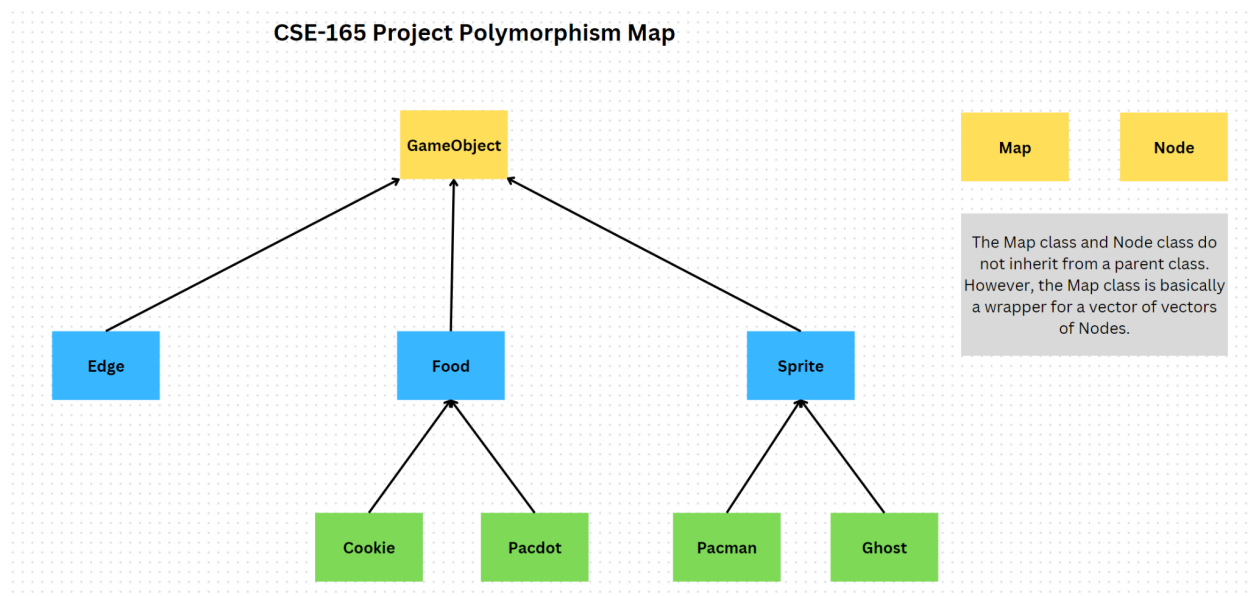 CSE-165 Project Polymorphism Map
GameObject
Map
Node
The Map class and Node class do
not inherit from a parent class.
However, the Map class is basically
a wrapper for a vector of vectors
of Nodes.
Edge
Food
Sprite
Cookie
Pacdot
Pacman
Ghost